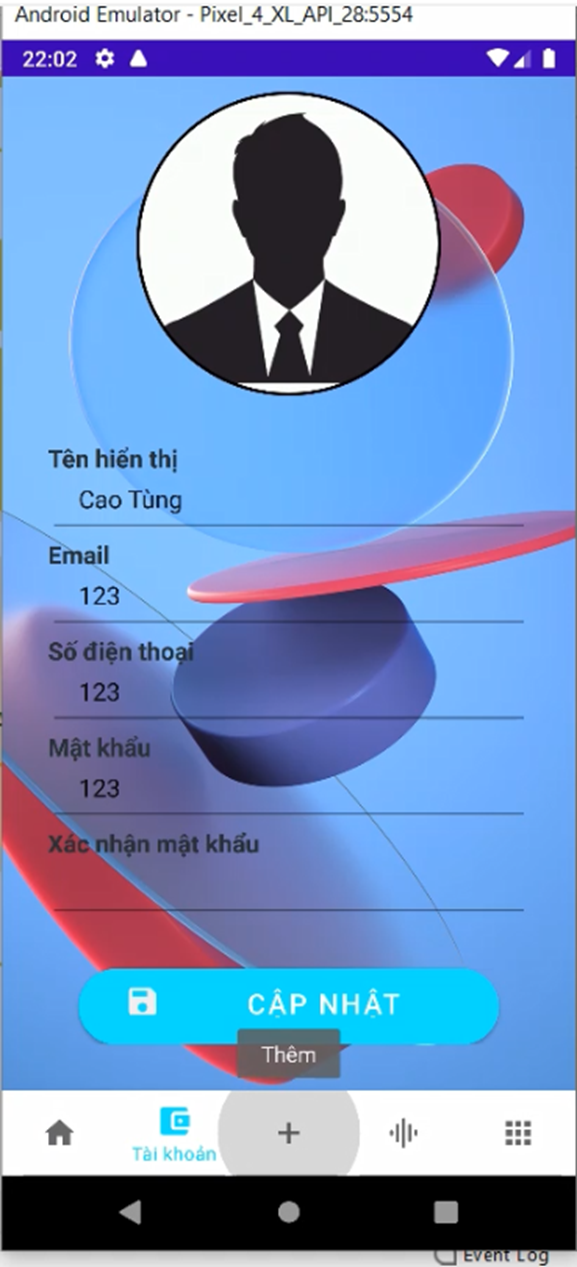 Android Emulator - Pixel_4_XL_API_28:5554
22:02
Tên hiển thị
Cao Tùng
Email
123
Số điện thoại
123
Mật khẩu
123
Xác nhận mật khẩu
CẬP NHẬT
Thêm
Tài khoản
Event Log